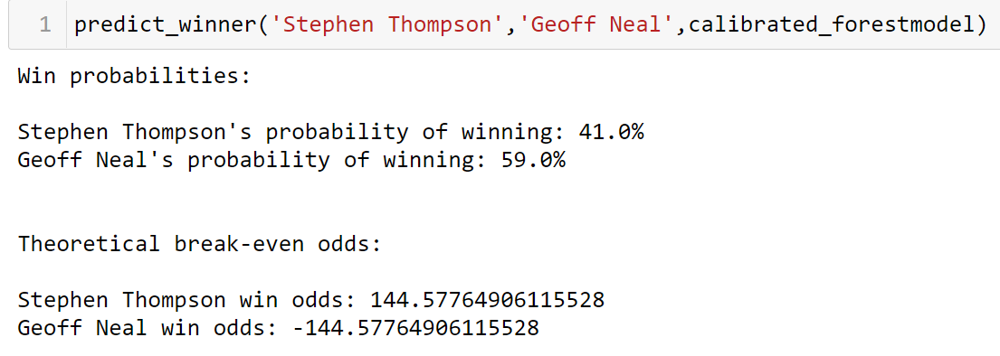 1 predict_winner('Stephen Thompson','Geoff Neal',calibrated_forestmodel)
Win probabilities:
Stephen Thompson's probability of winning: 41.0%
Geoff Neal's probability of winning: 59.0%
Theoretical break-even odds:
Stephen Thompson win odds: 144.57764906115528
Geoff Neal win odds: -144.57764906115528